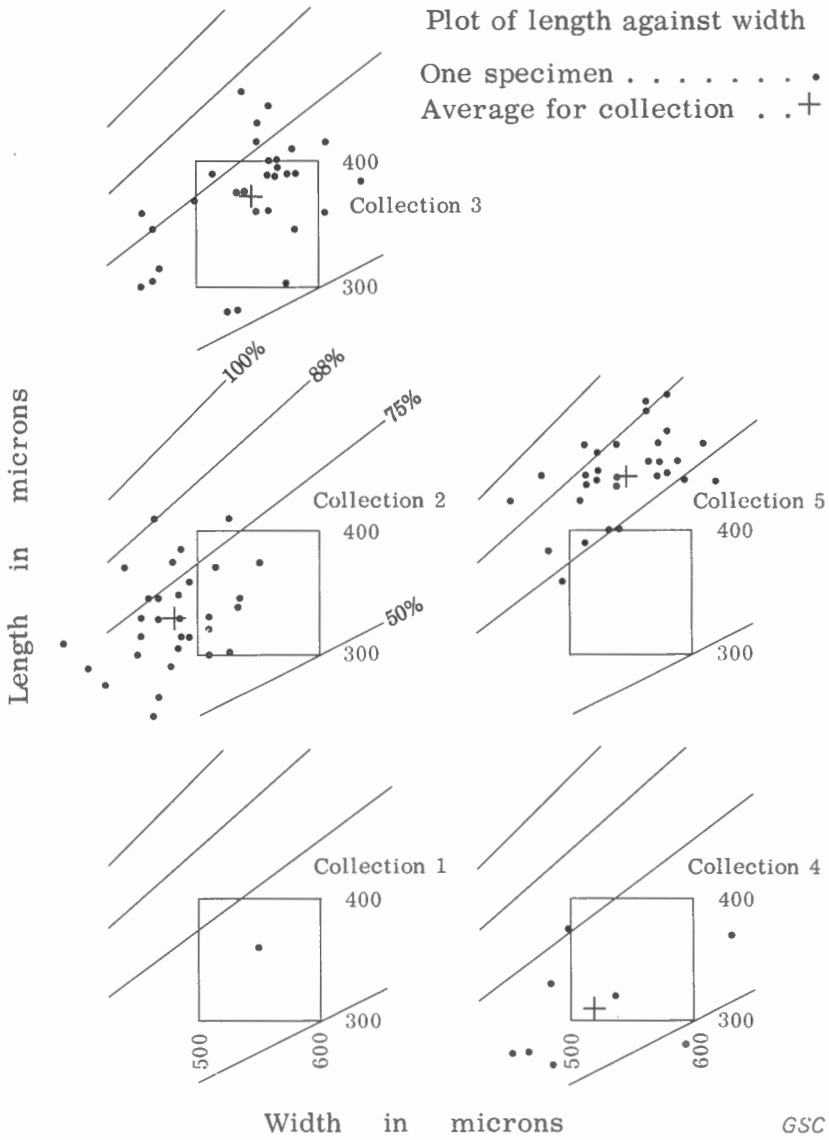 Plot of length against width
One specimen . . . . . . . .
Average for collection . . +
400
Collection 3
300
100%
88%
75%
50%
Length in microns
Collection 2
400
300
Collection 5
400
300
Collection 1
400
300
500
600
Collection 4
400
300
500
600
Width in microns
GSC